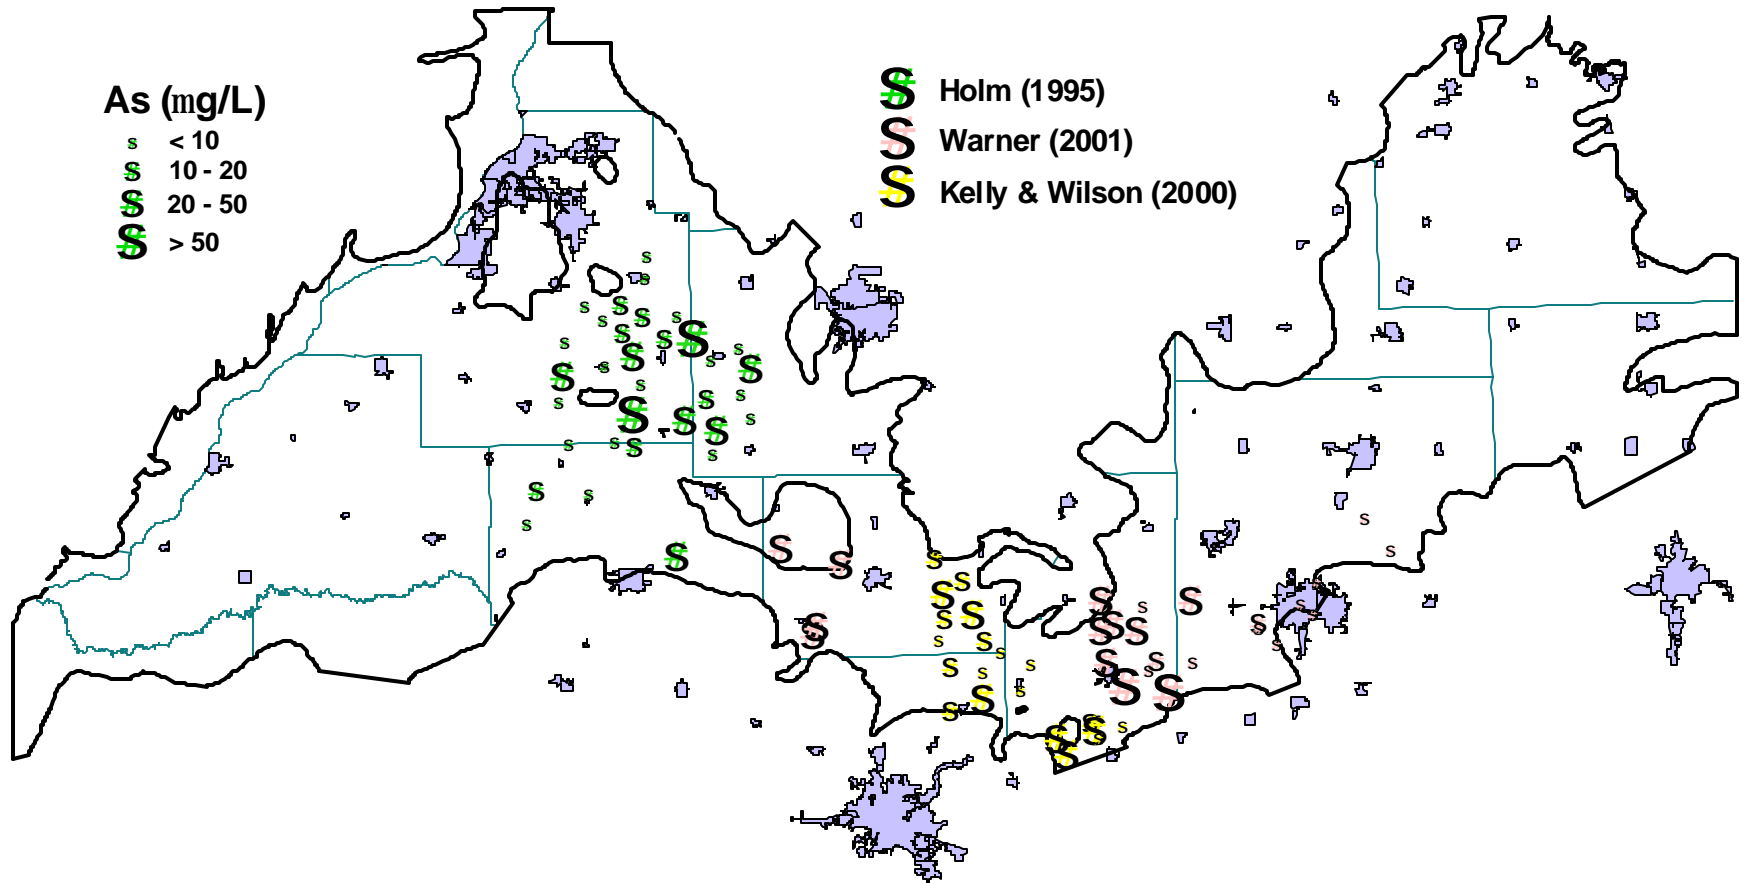 As (mg/L)
s < 10
S 10 - 20
S 20 - 50
S > 50
S Holm (1995)
S Warner (2001)
S Kelly & Wilson (2000)